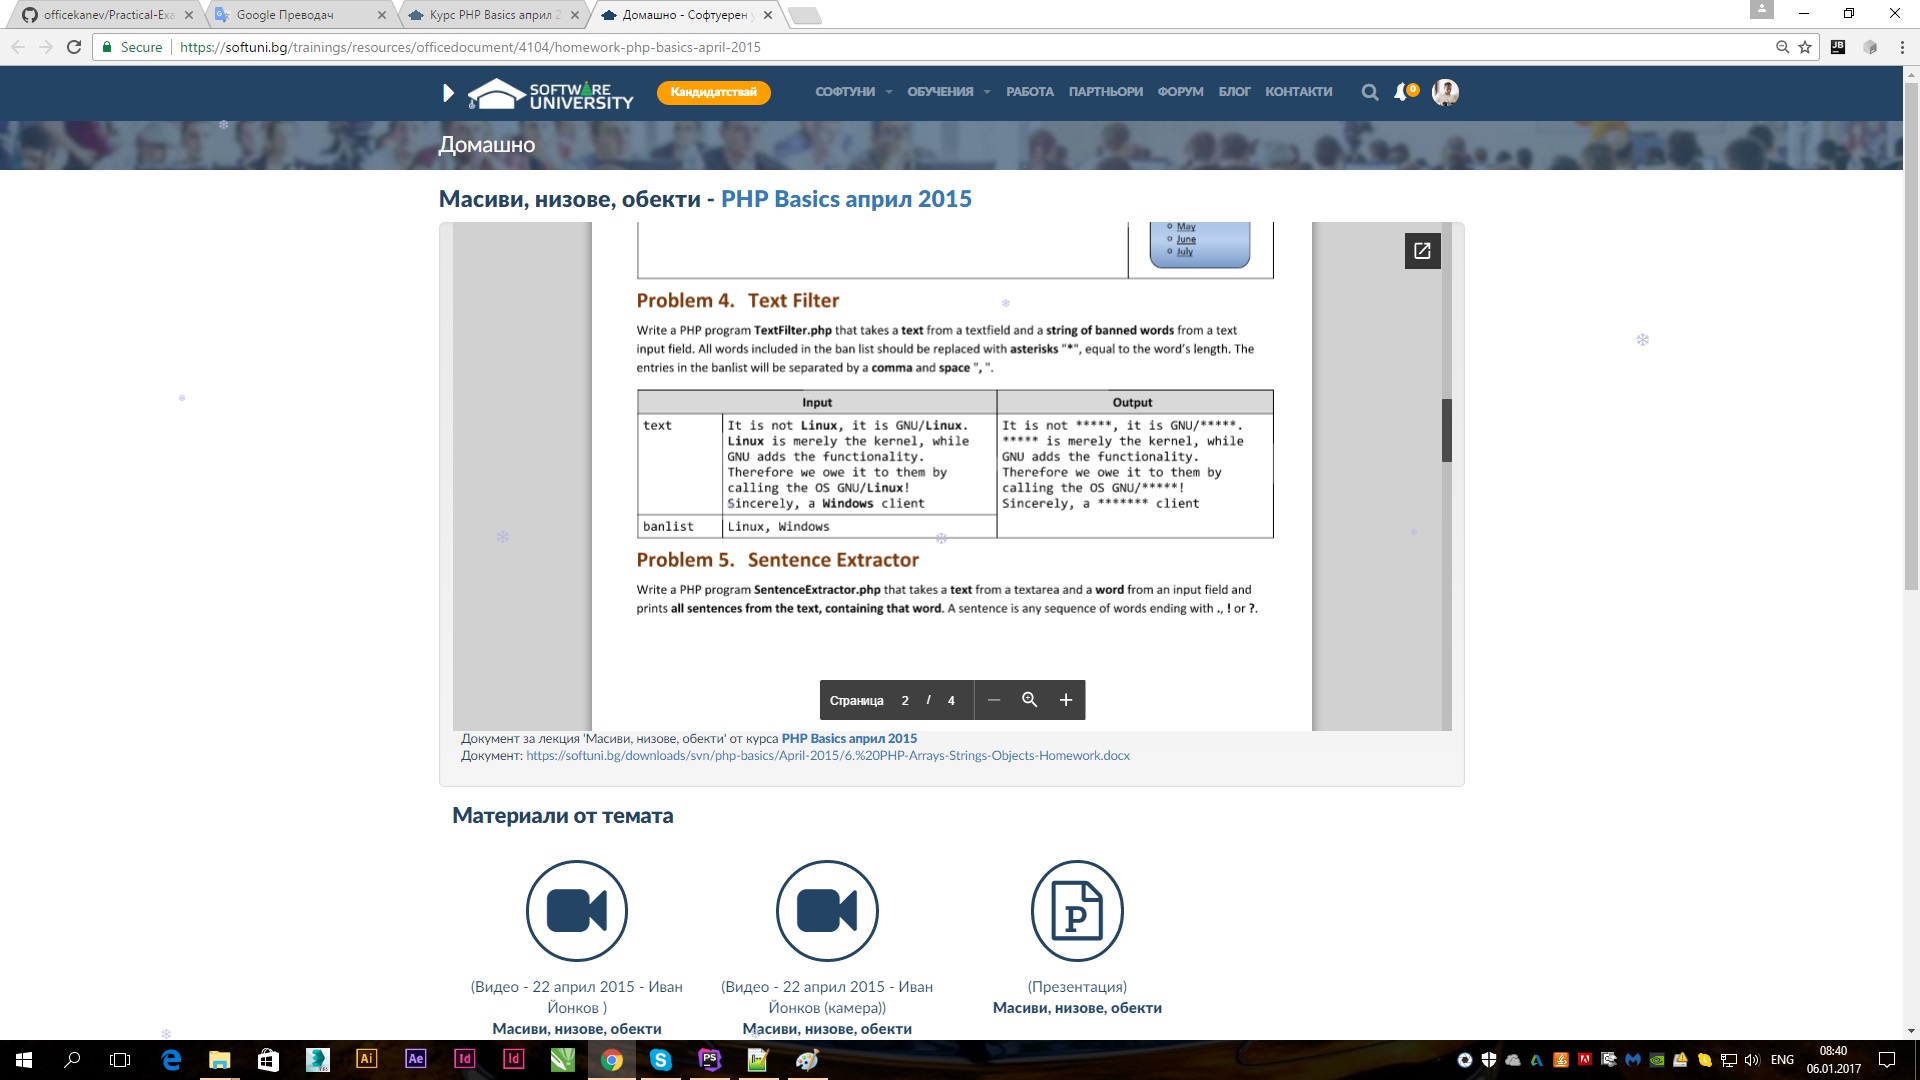 officekanev/Practical-Exa
Google Преводач
Курс PHP Basics април 2
Домашно - Софтуерен у
Secure
https://softuni.bg/trainings/resources/officedocument/4104/homework-php-basics-april-2015
SOFTWARE
UNIVERSITY
Кандидатствай
СОФТУНИ
ОБУЧЕНИЯ
РАБОТА
ПАРТНЬОРИ
ФОРУМ
БЛОГ
КОНТАКТИ
0
Домашно
Масиви, низове, обекти - PHP Basics април 2015
May
June
July
Problem 4. Text Filter
Write a PHP program TextFilter.php that takes a text from a textfield and a string of banned words from a text
input field. All words included in the ban list should be replaced with asterisks "*", equal to the word's length. The
entries in the banlist will be separated by a comma and space ", ".
Input
Output
text
It is not Linux, it is GNU/Linux.
Linux is merely the kernel, while
GNU adds the functionality.
Therefore we owe it to them by
calling the OS GNU/Linux!
Sincerely, a Windows client
It is not *****, it is GNU/*****.
***** is merely the kernel, while
GNU adds the functionality.
Therefore we owe it to them by
calling the OS GNU/*****!
Sincerely, a ******* client
banlist
Linux, Windows
Problem 5. Sentence Extractor
Write a PHP program SentenceExtractor.php that takes a text from a textarea and a word from an input field and
prints all sentences from the text, containing that word. A sentence is any sequence of words ending with ., ! or ?.
Страница 2 / 4
Документ за лекция 'Масиви, низове, обекти' от курса PHP Basics април 2015
Документ: https://softuni.bg/downloads/svn/php-basics/April-2015/6.%20PHP-Arrays-Strings-Objects-Homework.docx
Материали от темата
P
(Видео - 22 април 2015 - Иван
Йонков )
Масиви, низове, обекти
(Видео - 22 април 2015 - Иван
Йонков (камера))
Масиви, низове, обекти
(Презентация)
Масиви, низове, обекти
Ai
Ae
Id
Id
PS
ENG
08:40
06.01.2017